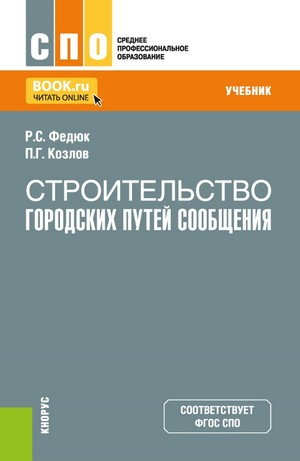 СПО
СРЕДНЕЕ
ПРОФЕССИОНАЛЬНОЕ
ОБРАЗОВАНИЕ
BOOK.ru
ЧИТАТЬ ONLINE
УЧЕБНИК
Р.С. Федюк
П.Г. Козлов
СТРОИТЕЛЬСТВО
ГОРОДСКИХ ПУТЕЙ СООБЩЕНИЯ
КНОРУС
СООТВЕТСТВУЕТ
ФГОС СПО